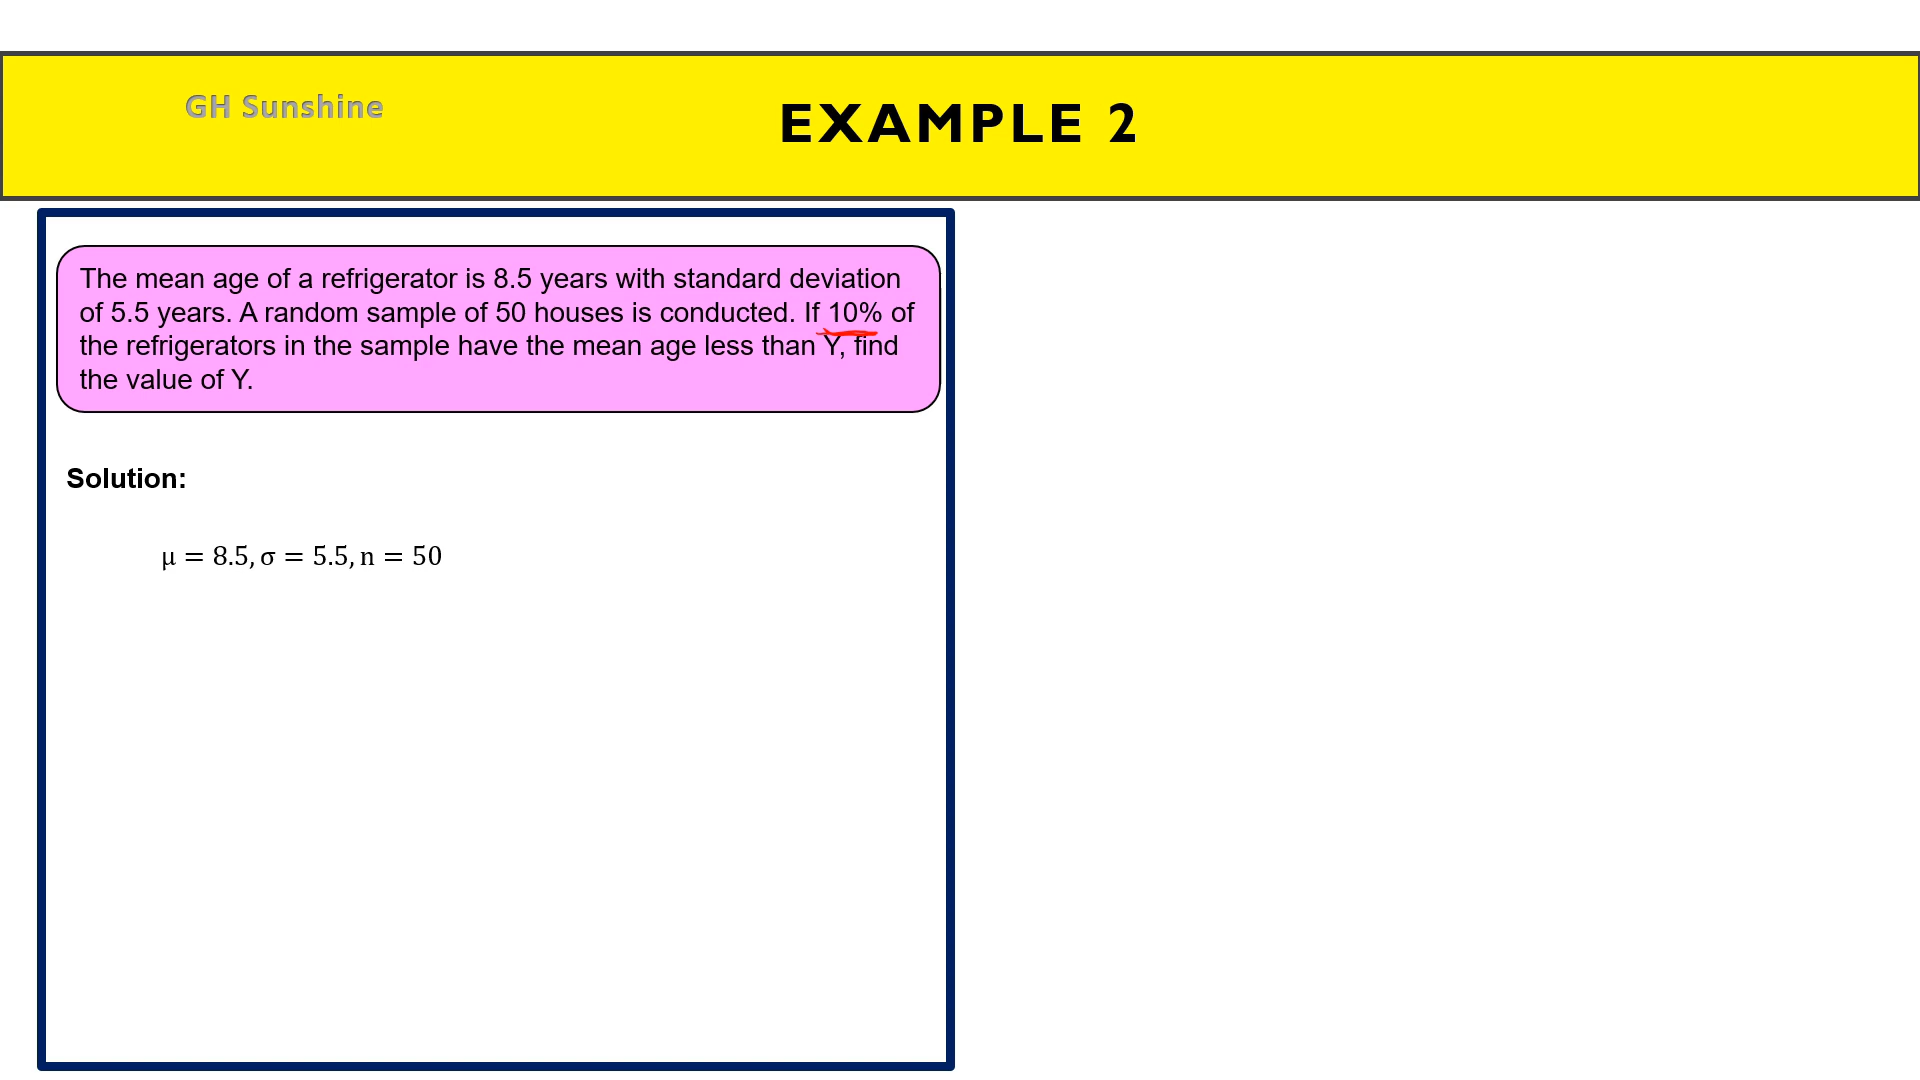 GH Sunshine
EXAMPLE 2
The mean age of a refrigerator is 8.5 years with standard deviation
of 5.5 years. A random sample of 50 houses is conducted. If 10% of
the refrigerators in the sample have the mean age less than Y, find
the value of Y.
Solution:
μ = 8.5, σ = 5.5, n = 50